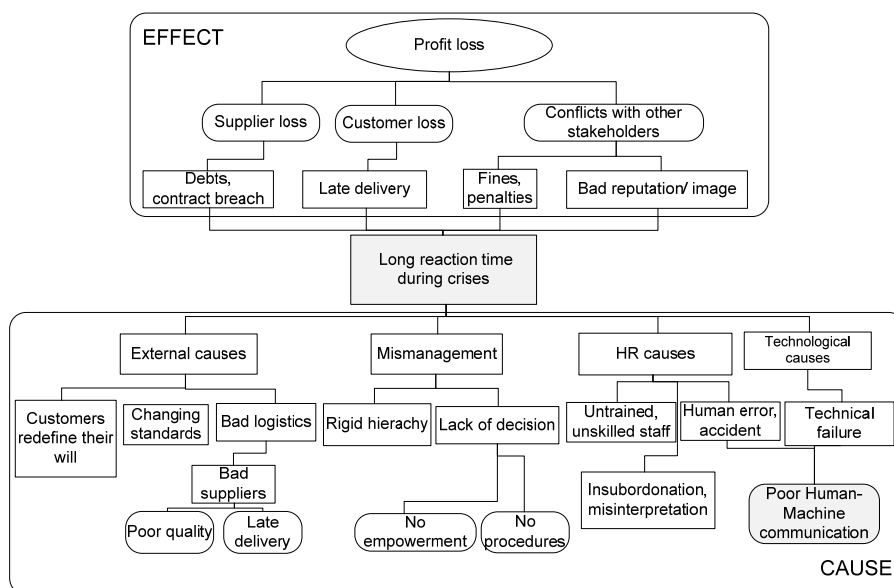 EFFECT
Profit loss
Supplier loss
Customer loss
Conflicts with other
stakeholders
Debts,
contract breach
Late delivery
Fines,
penalties
Bad reputation/ image
Long reaction time
during crises
External causes
Mismanagement
HR causes
Technological
causes
Customers
redefine their
will
Changing
standards
Bad logistics
Rigid hierachy
Lack of decision
Untrained,
unskilled staff
Human error,
accident
Technical
failure
Bad
suppliers
Insubordonation,
misinterpretation
Poor quality
Late
delivery
No
empowerment
No
procedures
Poor Human-
Machine
communication
CAUSE